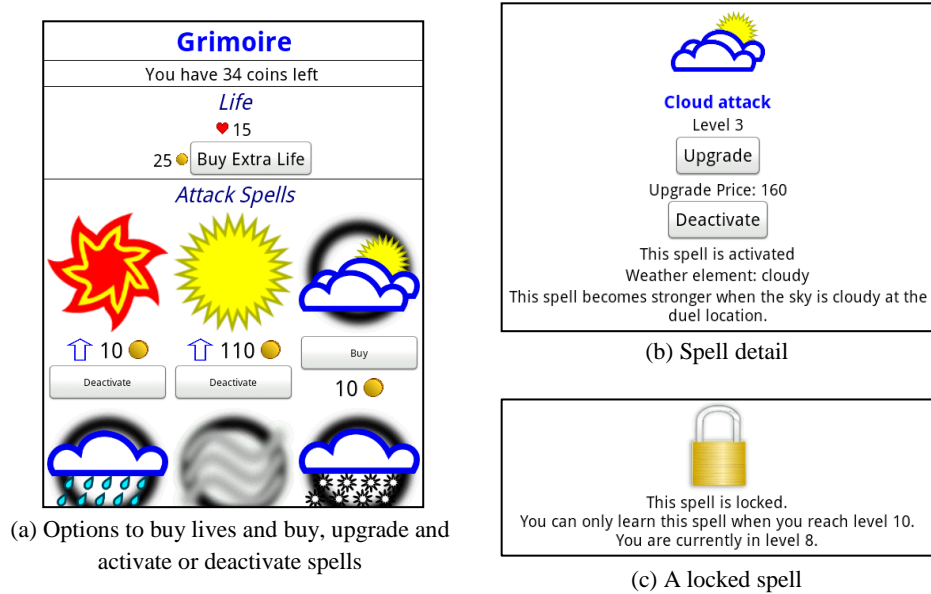 Grimoire
You have 34 coins left
Life
15
25 Buy Extra Life
Attack Spells
10 110 Buy
Deactivate Deactivate 10
(a) Options to buy lives and buy, upgrade and
activate or deactivate spells
Cloud attack
Level 3
Upgrade
Upgrade Price: 160
Deactivate
This spell is activated
Weather element: cloudy
This spell becomes stronger when the sky is cloudy at the
duel location.
(b) Spell detail
This spell is locked.
You can only learn this spell when you reach level 10.
You are currently in level 8.
(c) A locked spell